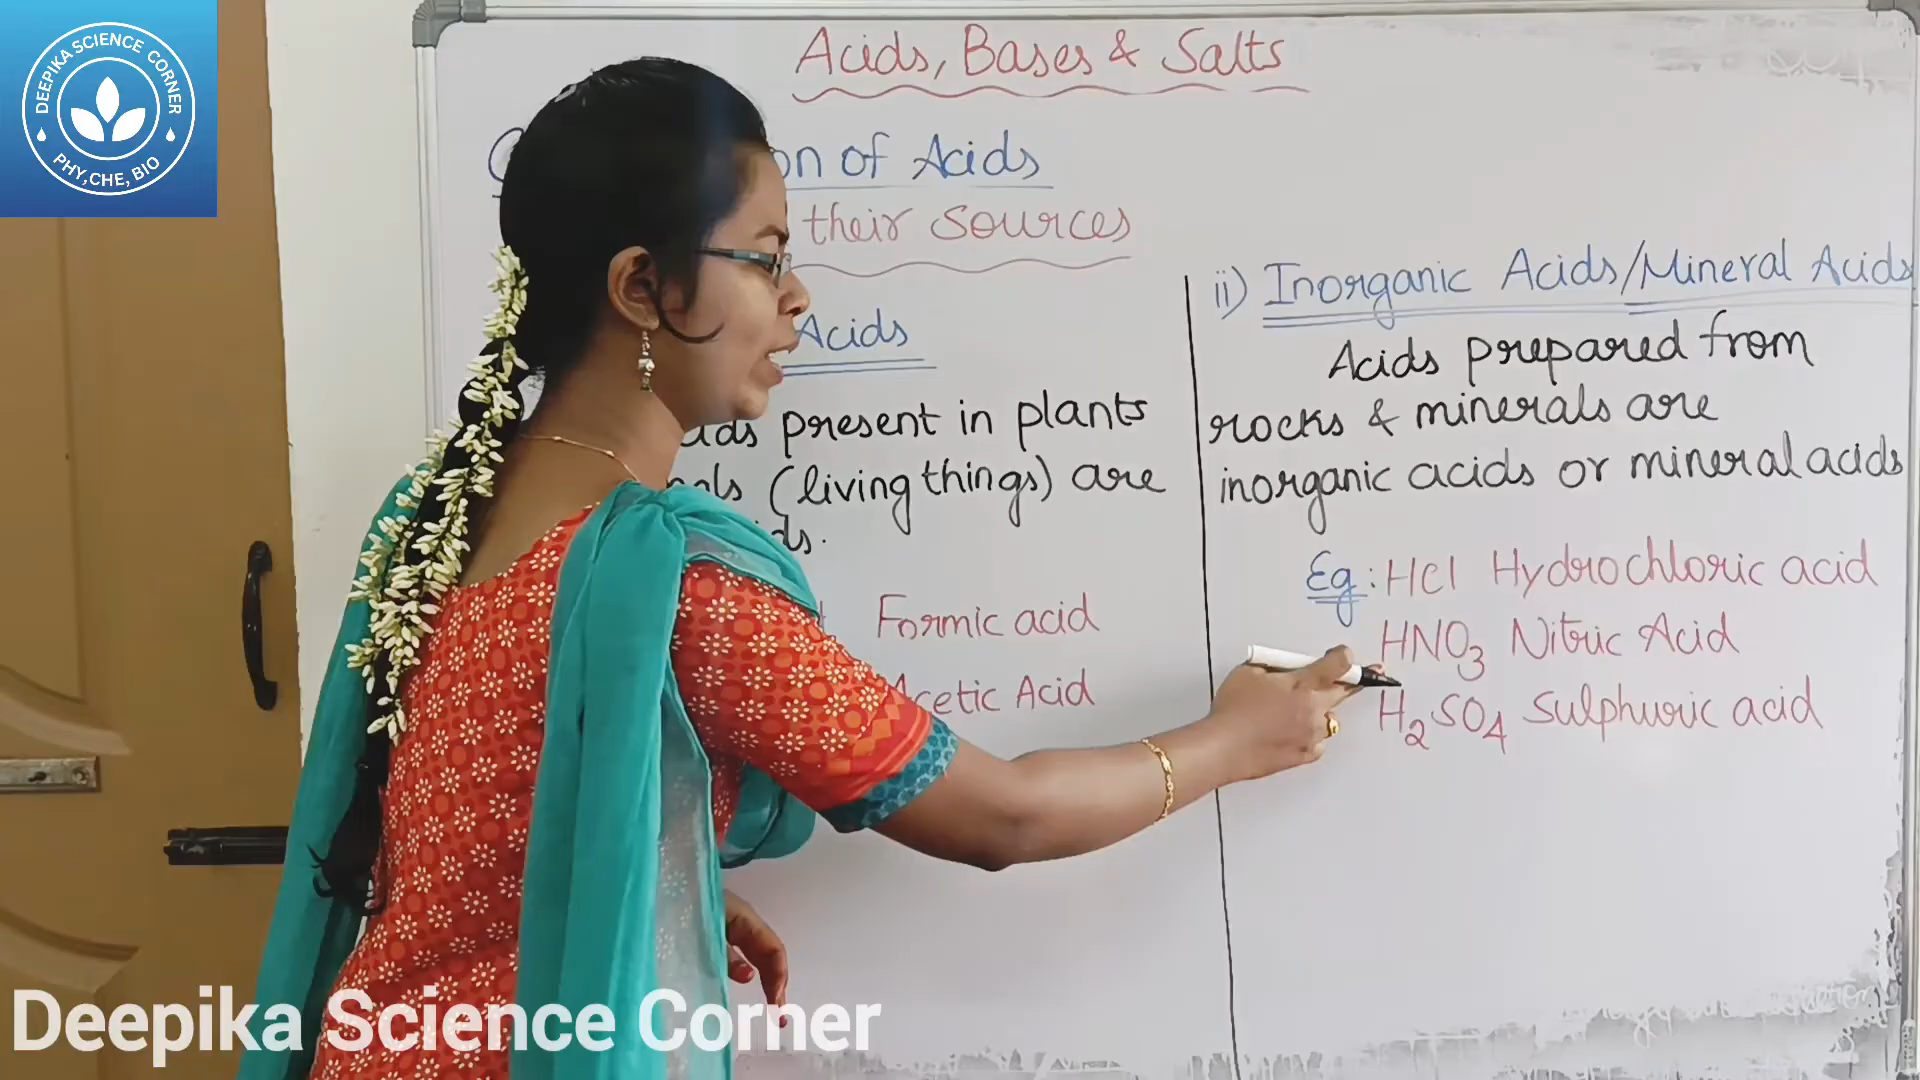 DEEPIKA SCIENCE CORNER
PHY,CHE, BIO
Acids, Bases & Salts
on of Acids
their sources
Acids
present in plants
(living things) are
ds.
Formic acid
Acetic Acid
ii) Inorganic Acids/Mineral Acids
Acids prepared from
rocks & minerals are
inorganic acids or mineral acids
Eg: HCl Hydrochloric acid
HNO3 Nitric Acid
H2SO4 Sulphuric acid
Deepika Science Corner